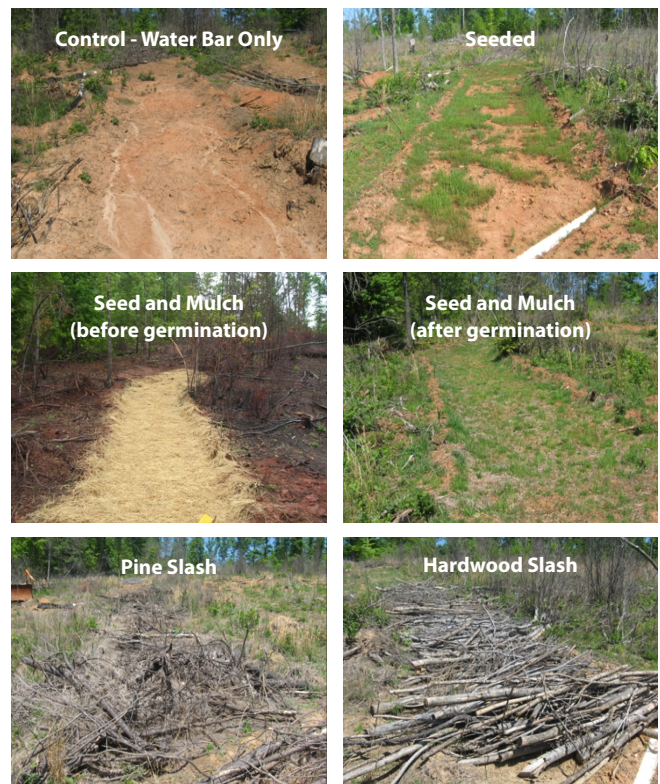 Control - Water Bar Only
Seeded
Seed and Mulch
(before germination)
Seed and Mulch
(after germination)
Pine Slash
Hardwood Slash